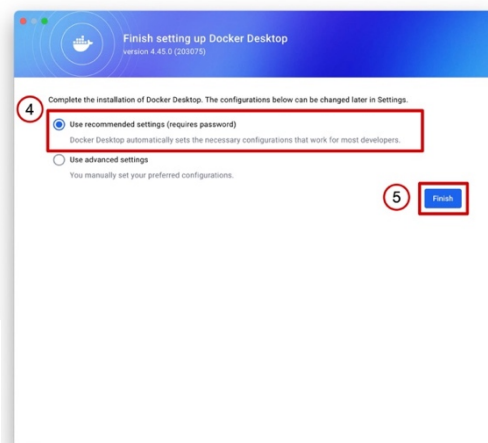 Finish setting up Docker Desktop
version 4.45.0 (203075)
Complete the installation of Docker Desktop. The configurations below can be changed later in Settings.
4
Use recommended settings (requires password)
Docker Desktop automatically sets the necessary configurations that work for most developers.
Use advanced settings
You manually set your preferred configurations.
5
Finish